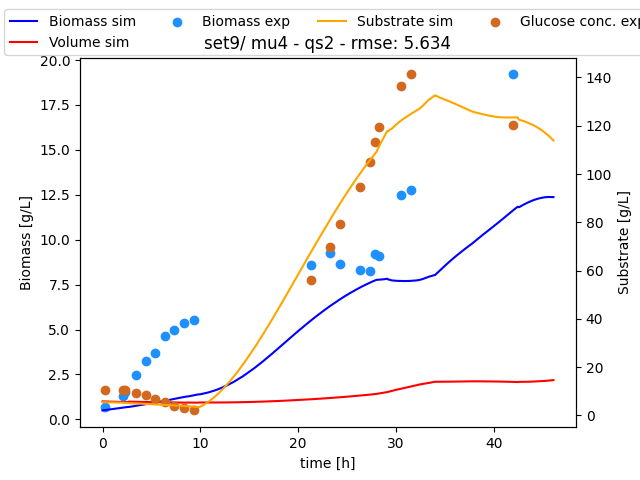 Biomass sim Biomass exp Substrate sim Glucose conc. exp
Volume sim
set9/ mu4 - qs2 - rmse: 5.634
20.0
17.5
15.0
12.5
10.0
7.5
5.0
2.5
0.0
Biomass [g/L]
140
120
100
80
60
40
20
0
Substrate [g/L]
0 10 20 30 40
time [h]